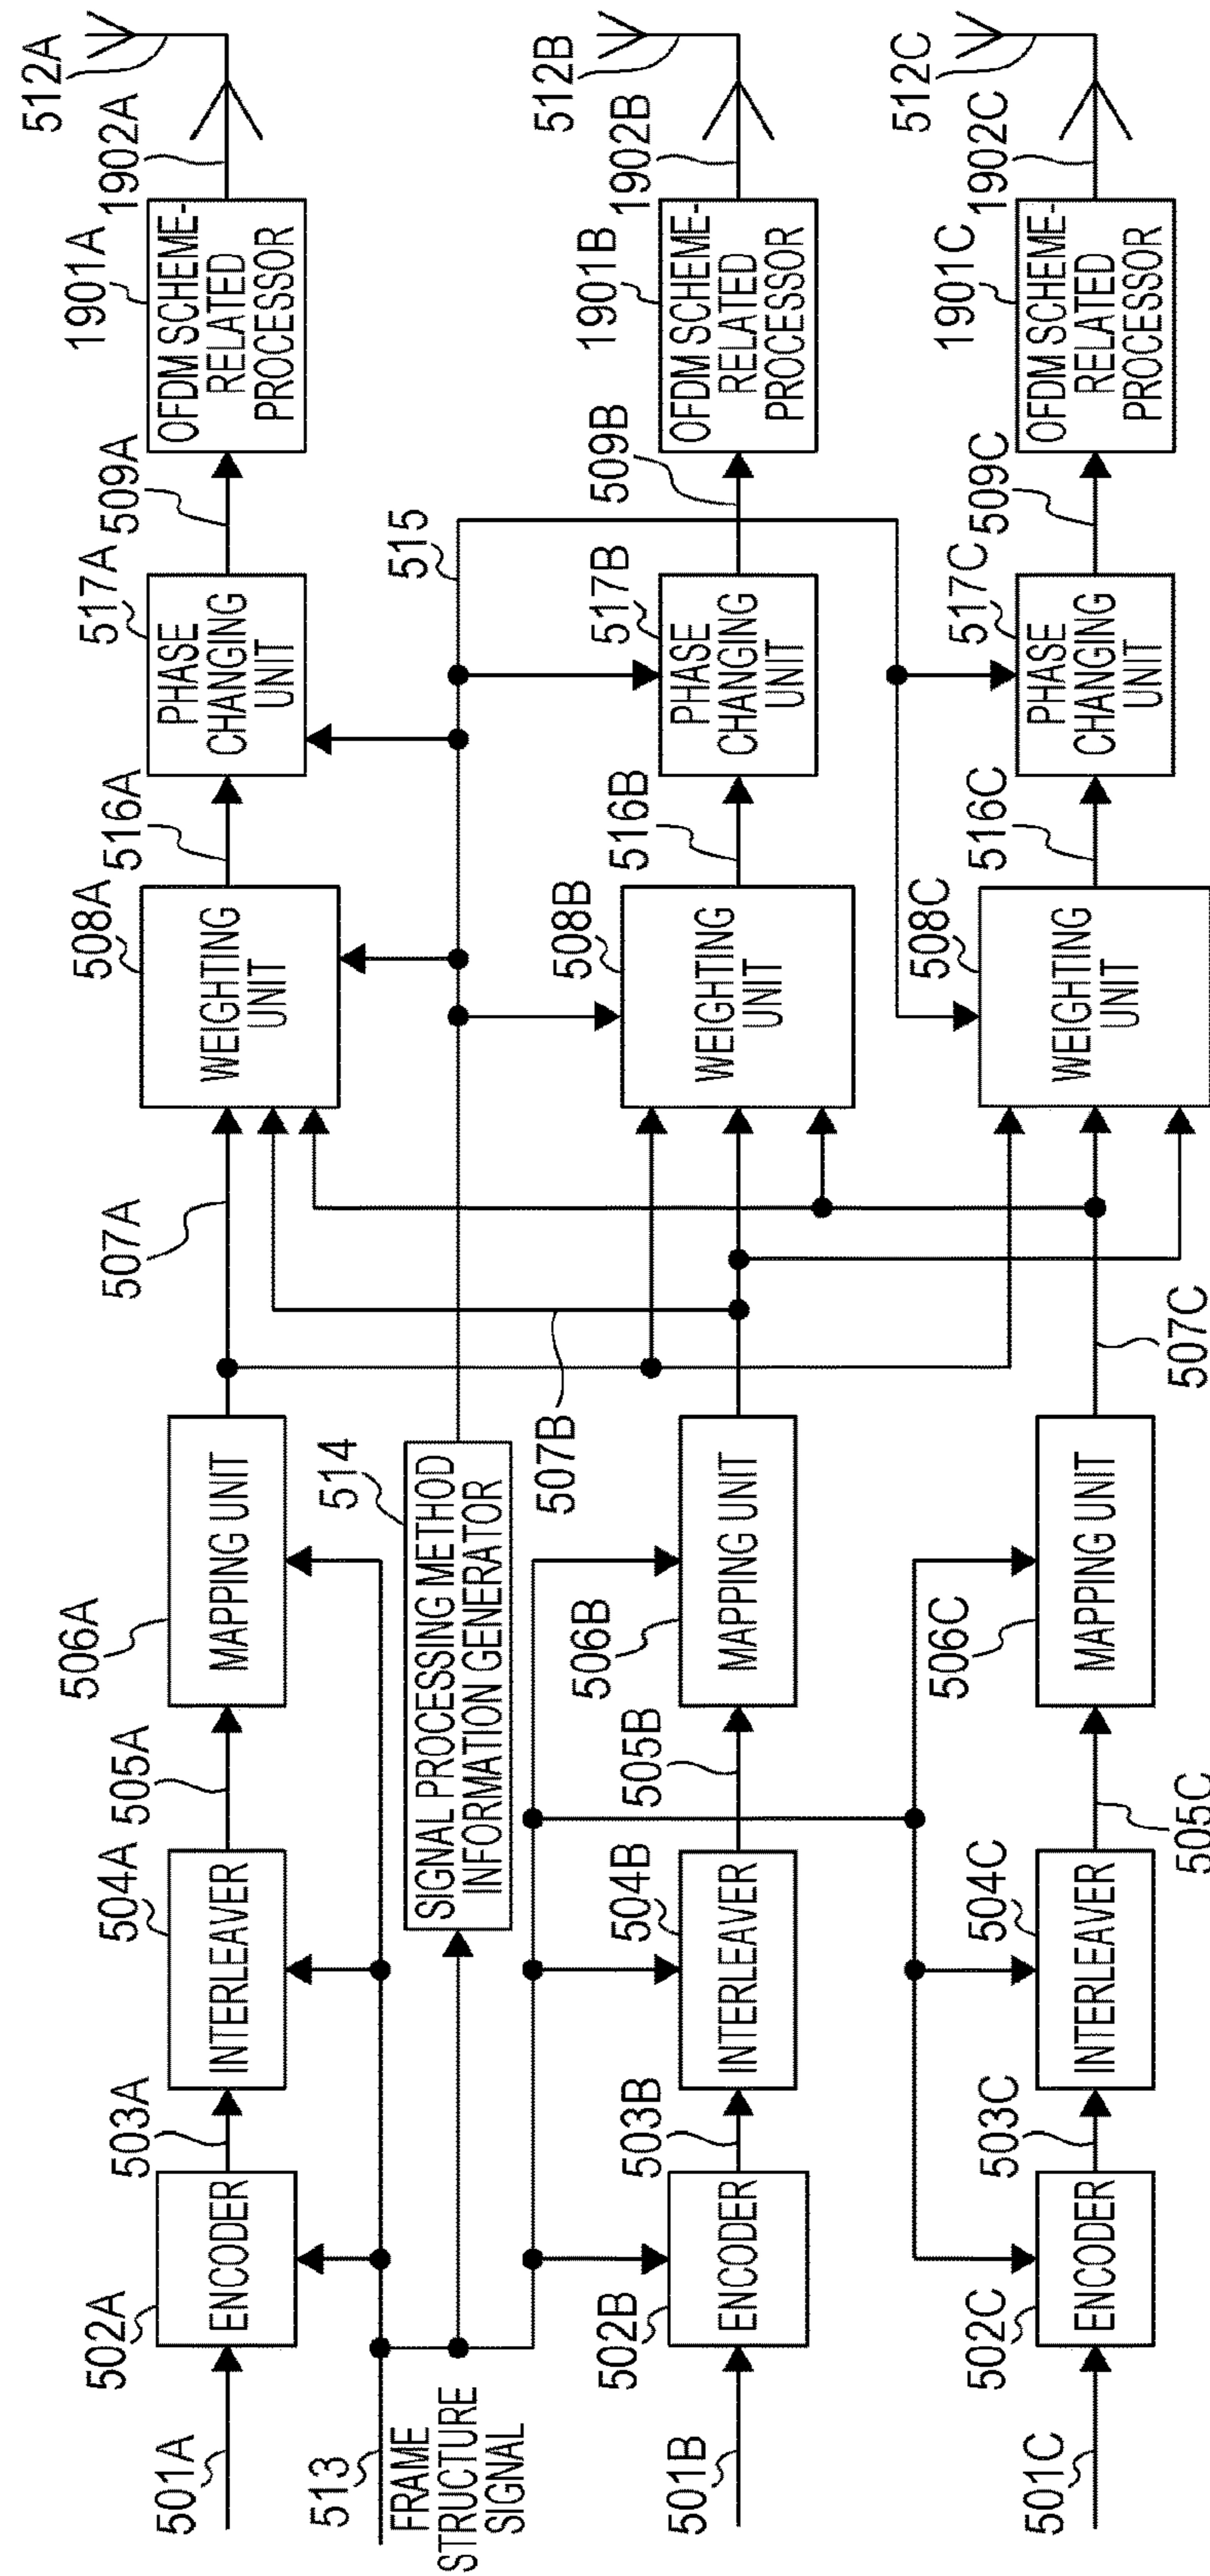 501A
502A
ENCODER
503A
504A
INTERLEAVER
505A
506A
MAPPING UNIT
507A
508A
WEIGHTING
UNIT
516A
517A
PHASE
CHANGING
UNIT
509A
1901A
OFDM SCHEME-
RELATED
PROCESSOR
1902A
512A
513
FRAME
STRUCTURE
SIGNAL
514
SIGNAL PROCESSING METHOD
INFORMATION GENERATOR
515
507B
501B
502B
ENCODER
503B
504B
INTERLEAVER
505B
506B
MAPPING UNIT
508B
WEIGHTING
UNIT
516B
517B
PHASE
CHANGING
UNIT
509B
1901B
OFDM SCHEME-
RELATED
PROCESSOR
1902B
512B
501C
502C
ENCODER
503C
504C
INTERLEAVER
505C
506C
MAPPING UNIT
507C
508C
WEIGHTING
UNIT
516C
517C
PHASE
CHANGING
UNIT
509C
1901C
OFDM SCHEME-
RELATED
PROCESSOR
1902C
512C